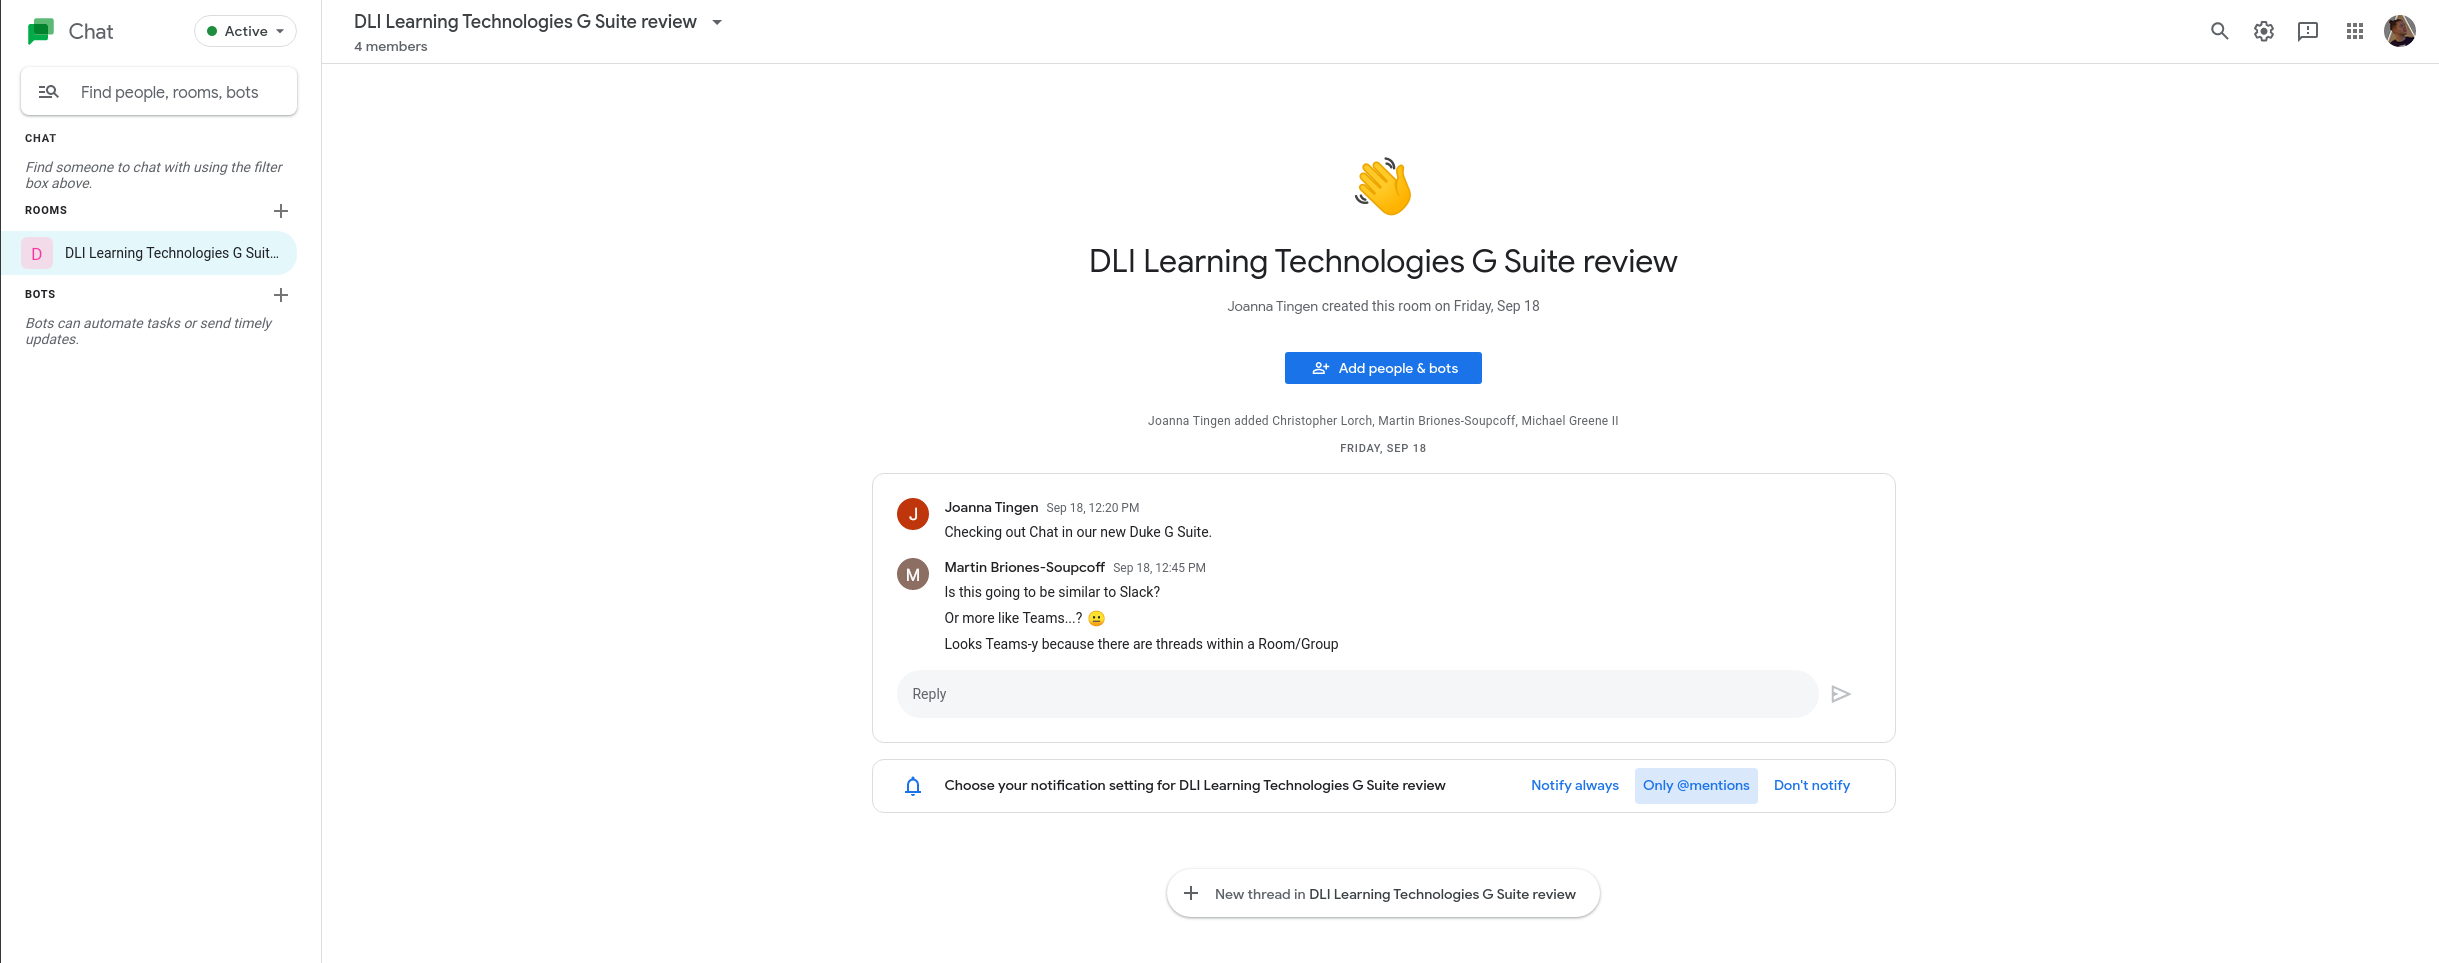 Chat
Active
Find people, rooms, bots
CHAT
Find someone to chat with using the filter
box above.
ROOMS
D
DLI Learning Technologies G Suit...
BOTS
Bots can automate tasks or send timely
updates.
DLI Learning Technologies G Suite review
4 members
DLI Learning Technologies G Suite review
Joanna Tingen created this room on Friday, Sep 18
Add people & bots
Joanna Tingen added Christopher Lorch, Martin Briones-Soupcoff, Michael Greene II
FRIDAY, SEP 18
J
Joanna Tingen Sep 18, 12:20 PM
Checking out Chat in our new Duke G Suite.
M
Martin Briones-Soupcoff Sep 18, 12:45 PM
Is this going to be similar to Slack?
Or more like Teams...? 😐
Looks Teams-y because there are threads within a Room/Group
Reply
Choose your notification setting for DLI Learning Technologies G Suite review Notify always Only @mentions Don't notify
New thread in DLI Learning Technologies G Suite review